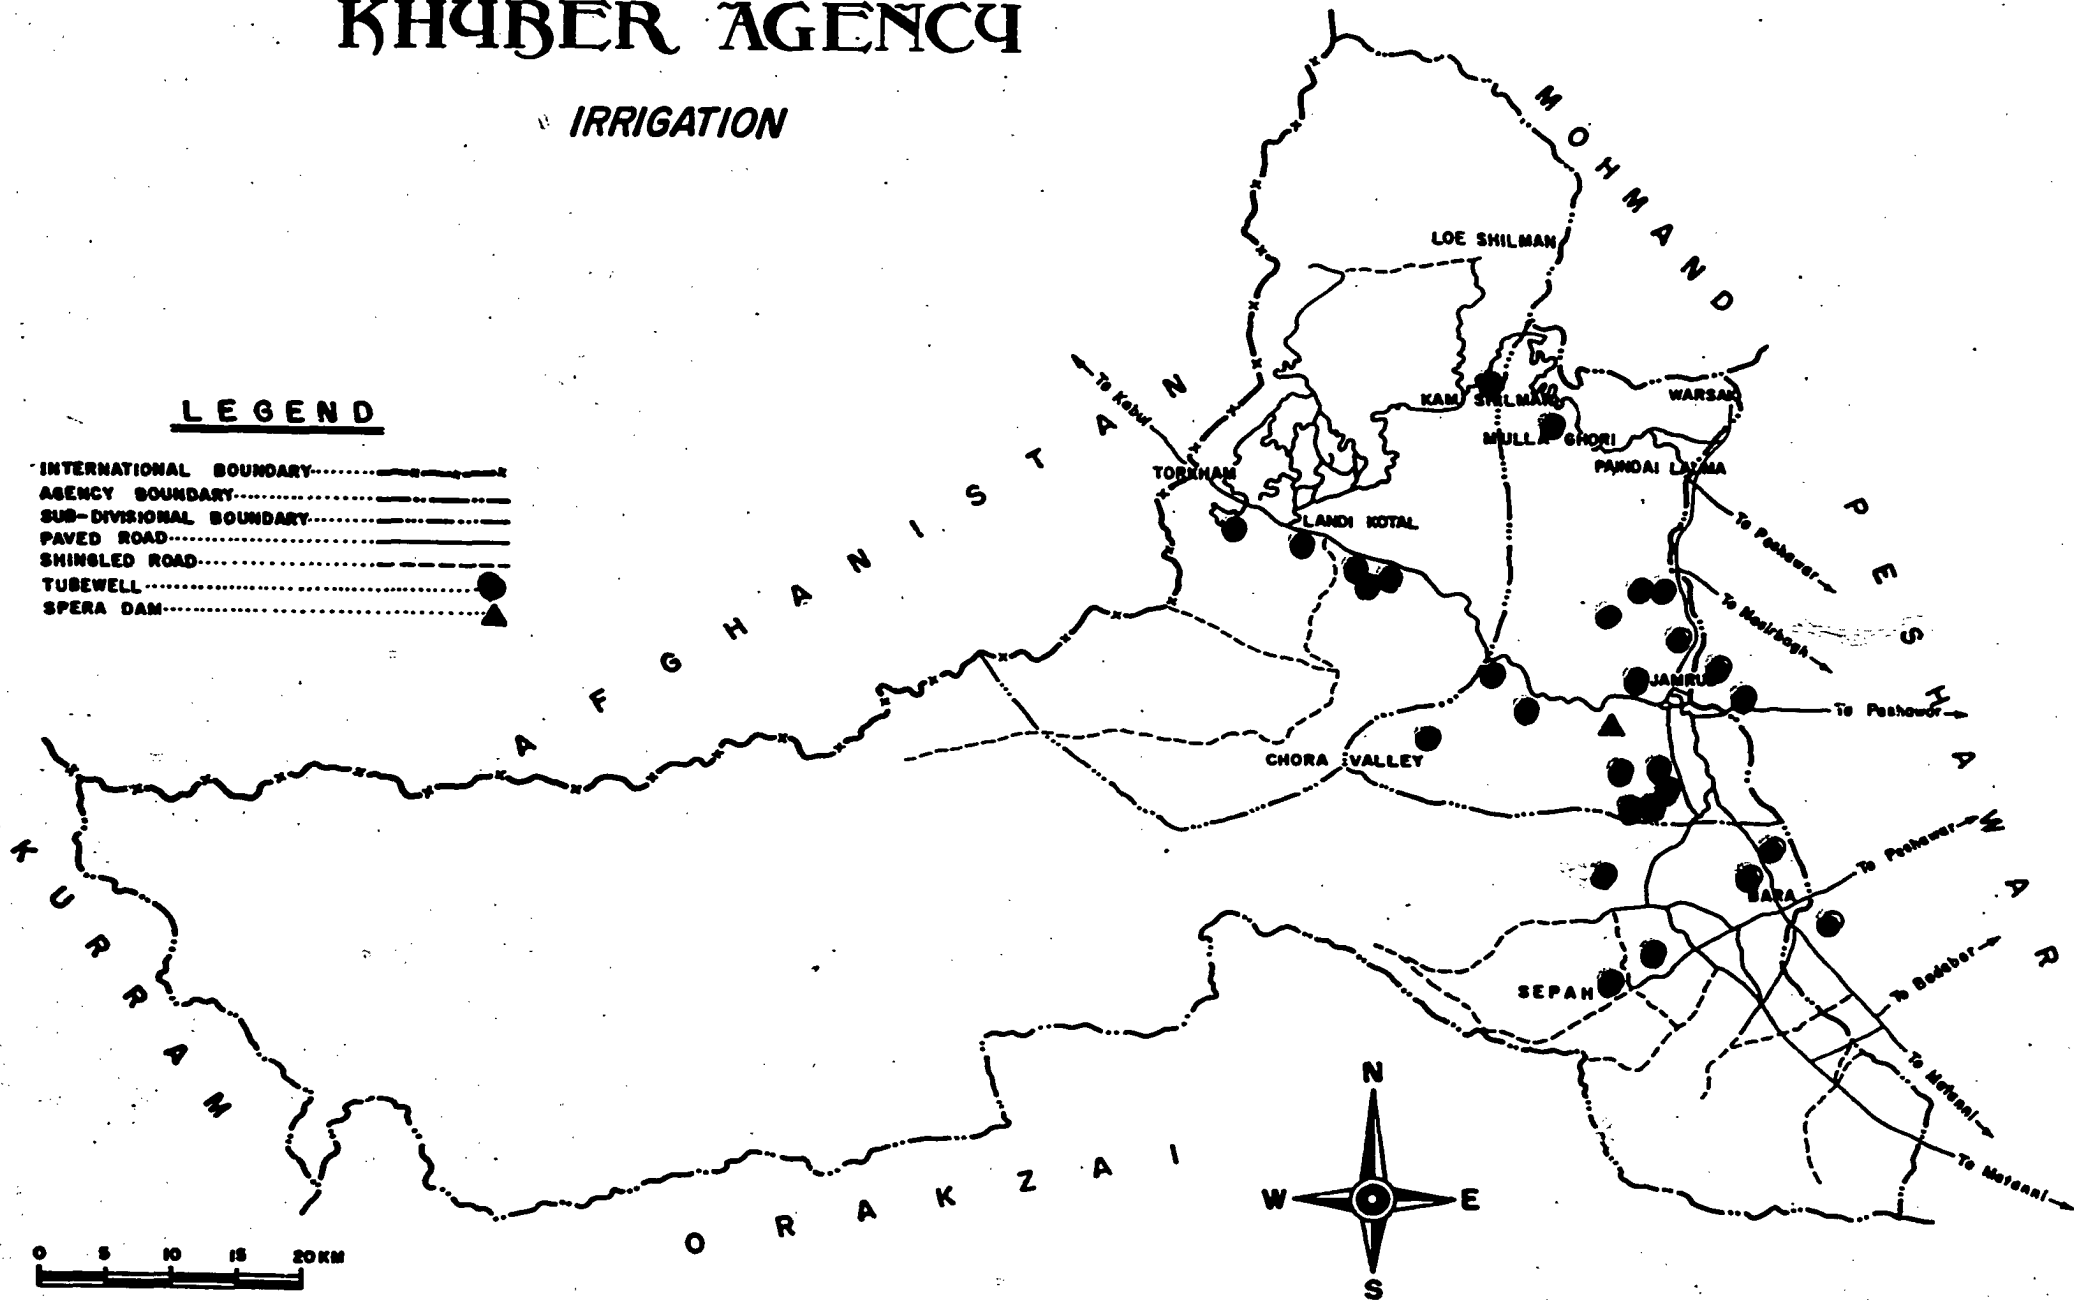 KHYBER AGENCY
IRRIGATION
LEGEND
INTERNATIONAL BOUNDARY
AGENCY BOUNDARY
SUB-DIVISIONAL BOUNDARY
PAVED ROAD
SHINGLED ROAD
TUBEWELL
SPERA DAM
MOHMAND
LOE SHILMAN
To Kabul
KAM SHILMAN
WARSAK
MULLA GHORI
PAINDAI LALMA
TORKHAM
LANDI KOTAL
AFGHANISTAN
PESHAWAR
To Peshawar
To Nasirbagh
JAMRUD
To Peshawar
CHORA VALLEY
To Peshawar
BARA
KURRAM
SEPAH
To Badaber
To Matanni
To Matanni
ORAKZAI
N
W E
S
0 5 10 15 20 KM